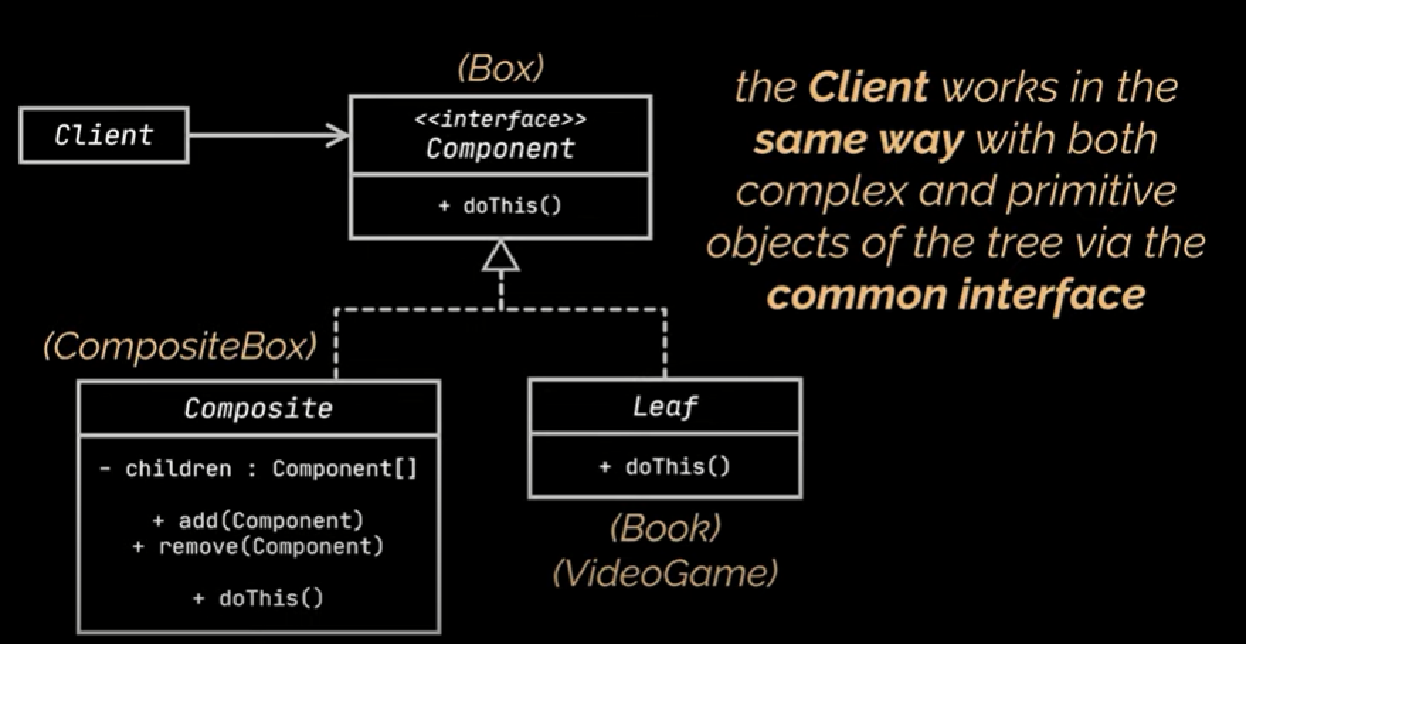 (Box)
Client
<<interface>>
Component
+ doThis()
the Client works in the
same way with both
complex and primitive
objects of the tree via the
common interface
(CompositeBox)
Composite
- children : Component[]
+ add(Component)
+ remove(Component)
+ doThis()
Leaf
+ doThis()
(Book)
(VideoGame)